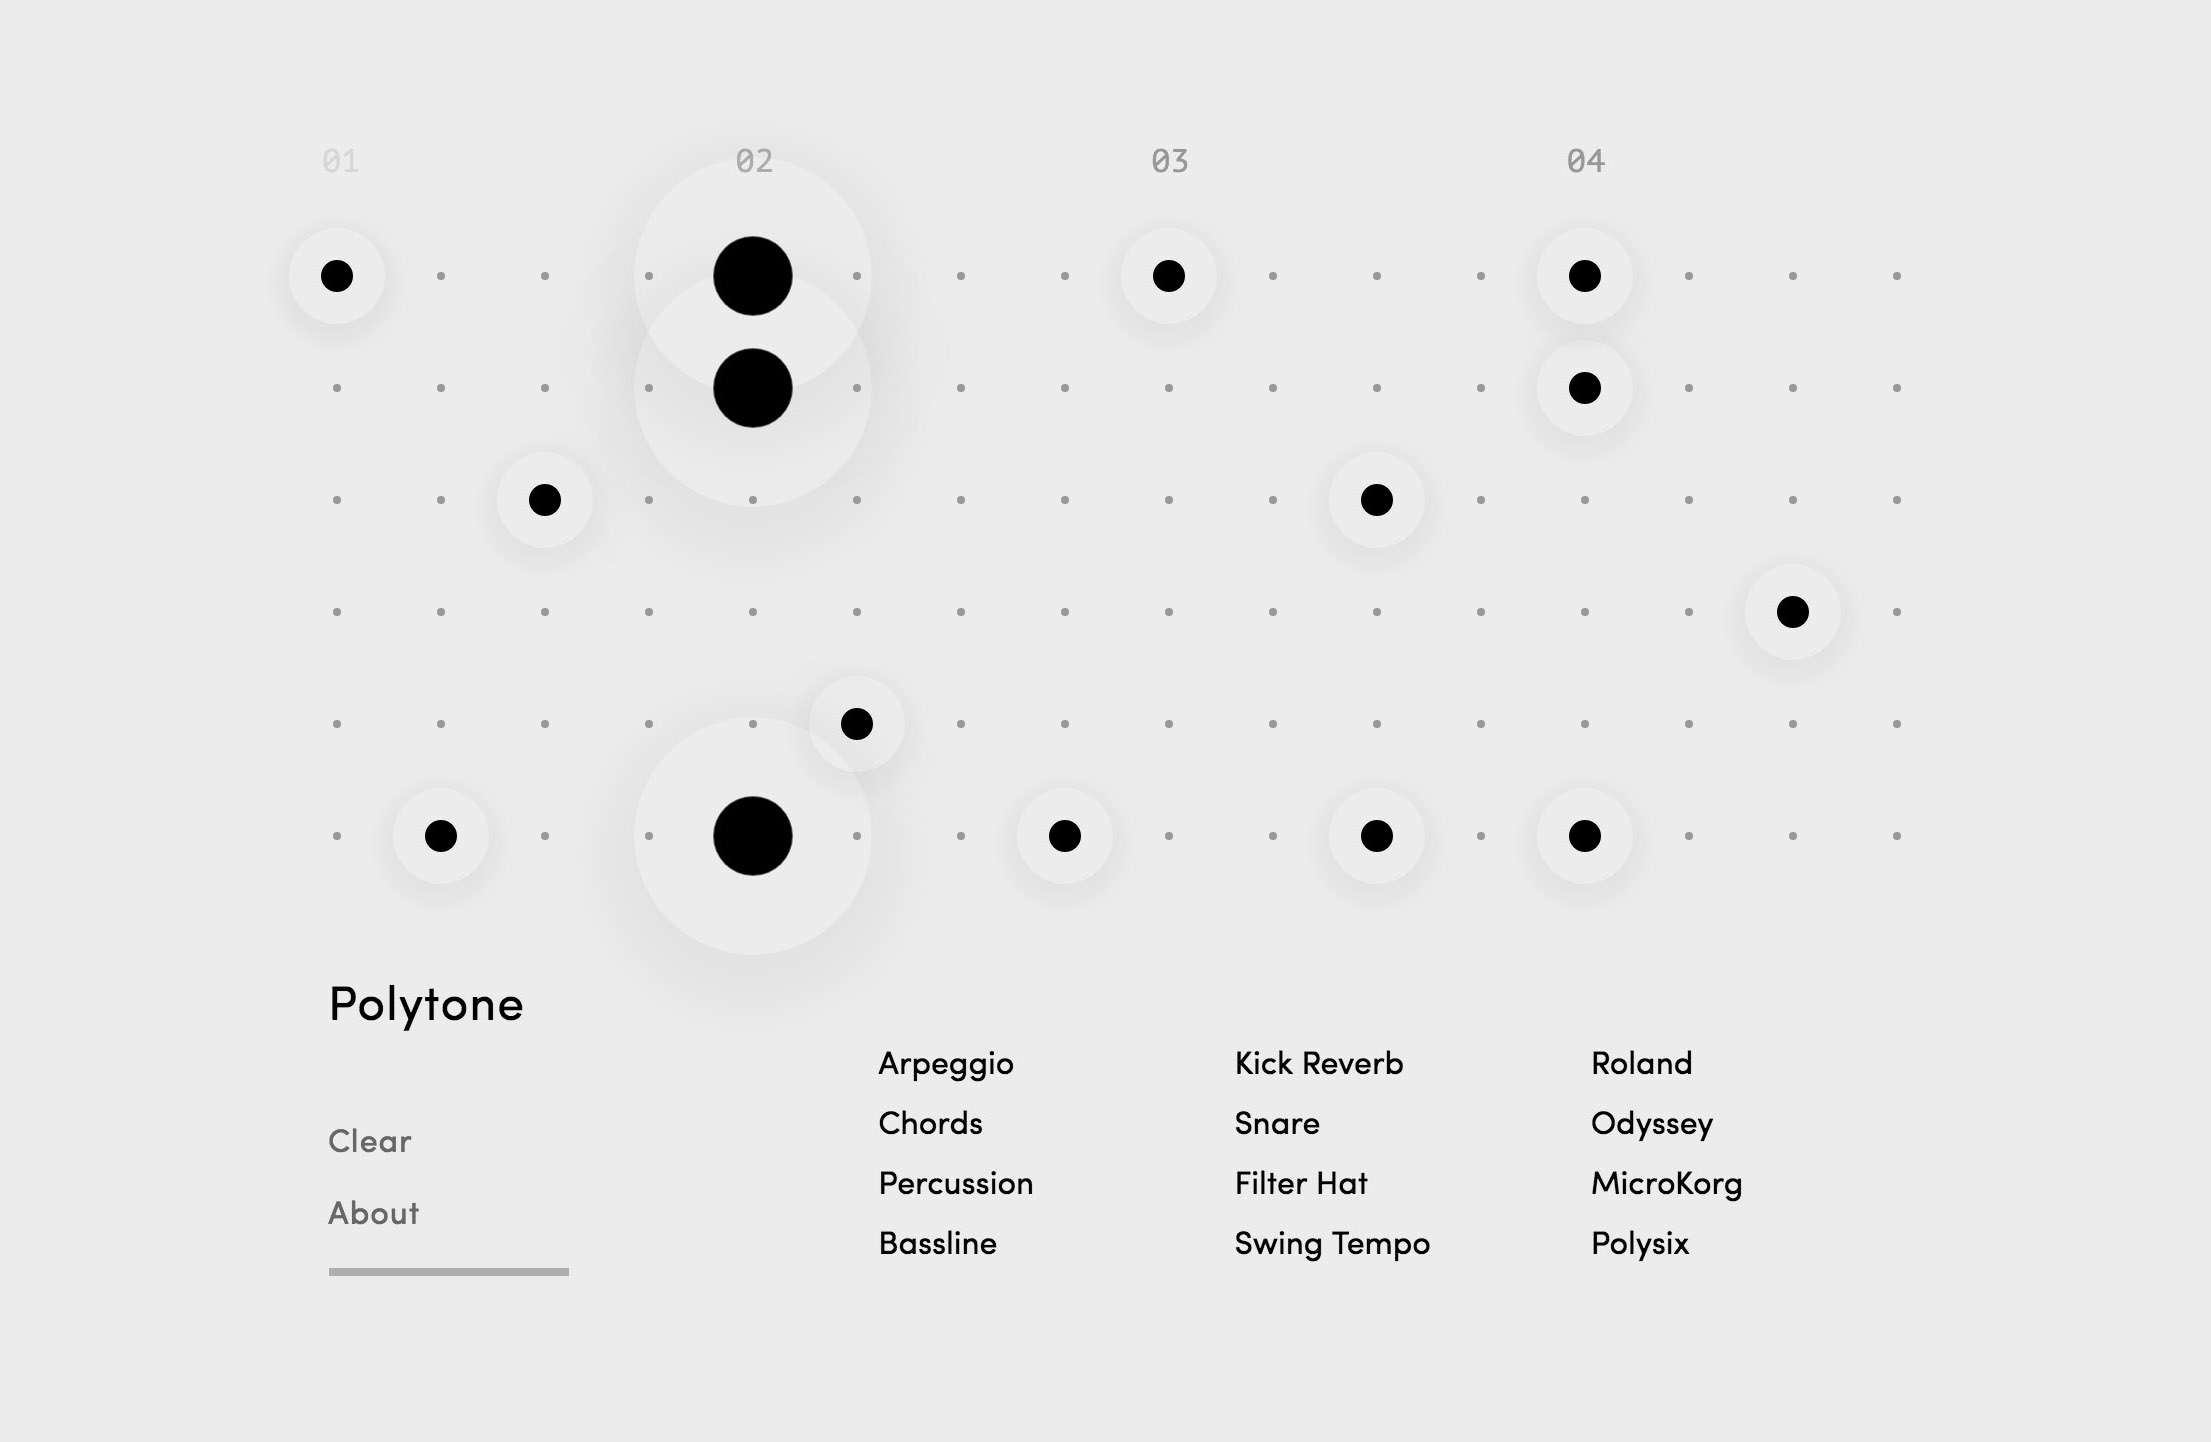 01 02 03 04
Polytone
Clear
About
Arpeggio
Chords
Percussion
Bassline
Kick Reverb
Snare
Filter Hat
Swing Tempo
Roland
Odyssey
MicroKorg
Polysix